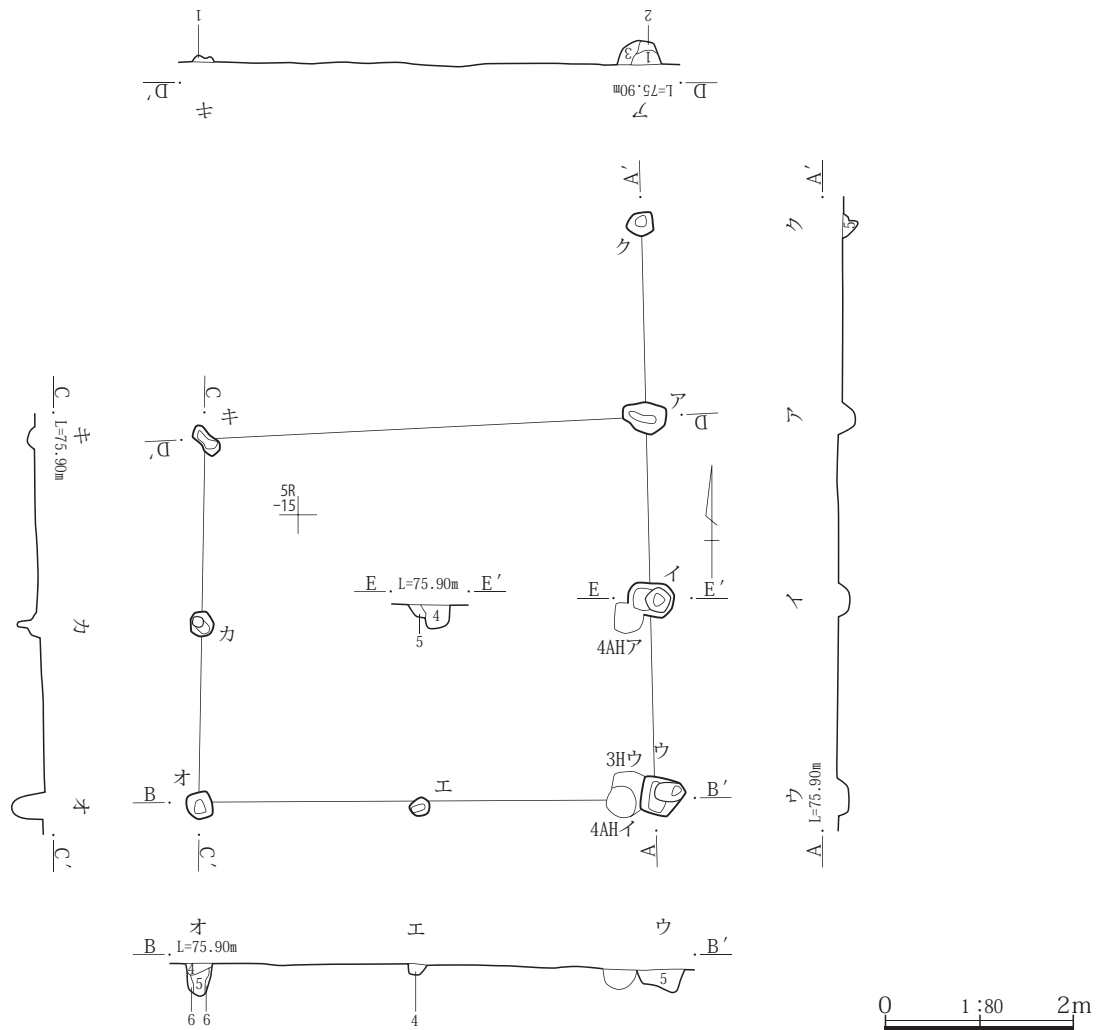 1
2
3
1
D'
L=75.90m
D
キ
ア
A'
ク
A'
ク
5
C
キ
L=75.90m
C
キ
D'
ア
D
ア
5R
-15
E
L=75.90m
E'
4
5
E
イ
E'
4AHア
イ
カ
カ
オ
B
オ
エ
3Hウ
ウ
B'
4AHイ
ウ
L=75.90m
A
A
C'
C'
オ
エ
ウ
B
L=75.90m
B'
4
5
5
6
6
4
0
1:80
2m